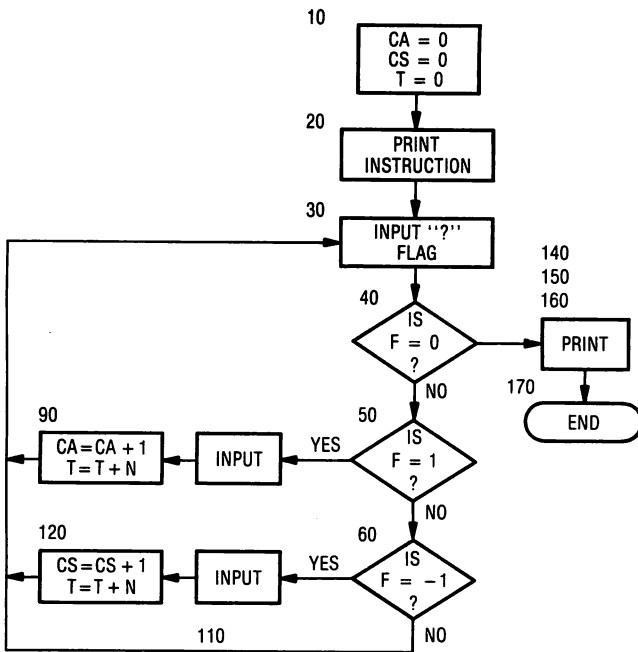 10
CA = 0
CS = 0
T = 0
20
PRINT
INSTRUCTION
30
INPUT "?"
FLAG
40
IS
F = 0
?
NO
140
150
160
PRINT
170
END
50
IS
F = 1
?
YES
NO
INPUT
90
CA = CA + 1
T = T + N
60
IS
F = −1
?
YES
NO
INPUT
120
CS = CS + 1
T = T + N
110